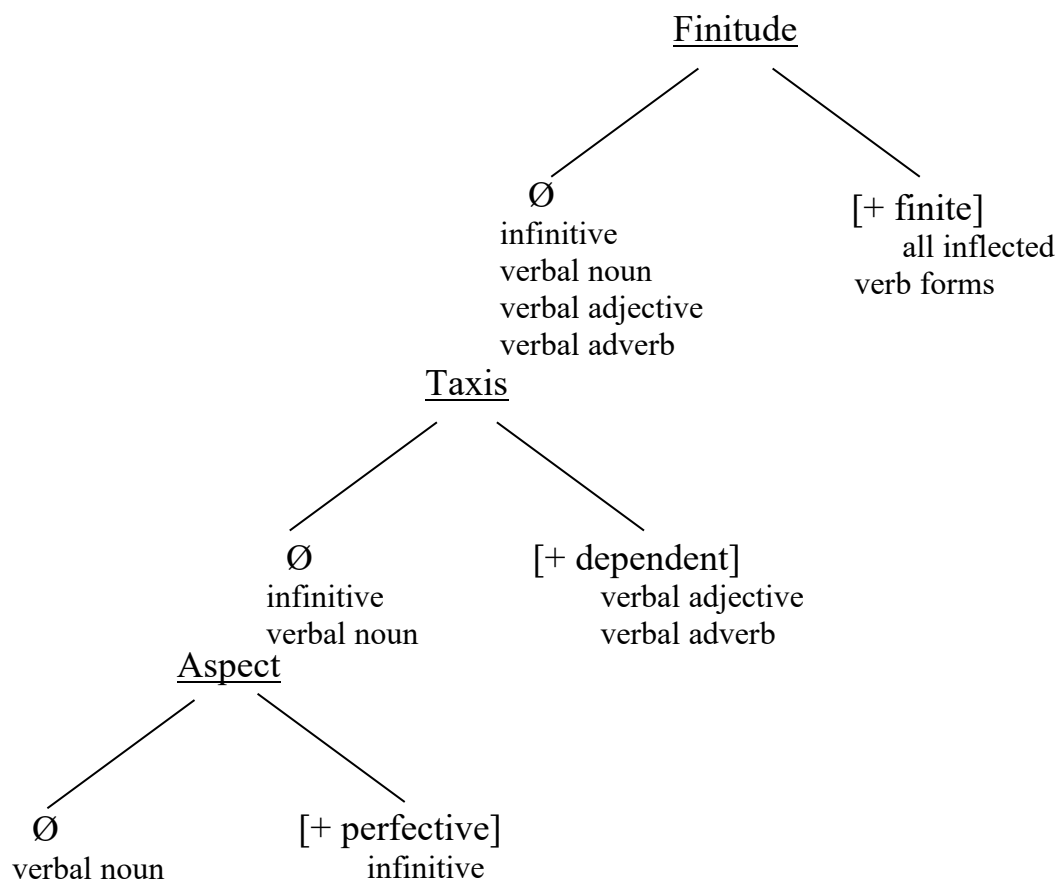 Finitude
Ø
infinitive
verbal noun
verbal adjective
verbal adverb
[+ finite]
all inflected
verb forms
Taxis
Ø
infinitive
verbal noun
[+ dependent]
verbal adjective
verbal adverb
Aspect
Ø
verbal noun
[+ perfective]
infinitive